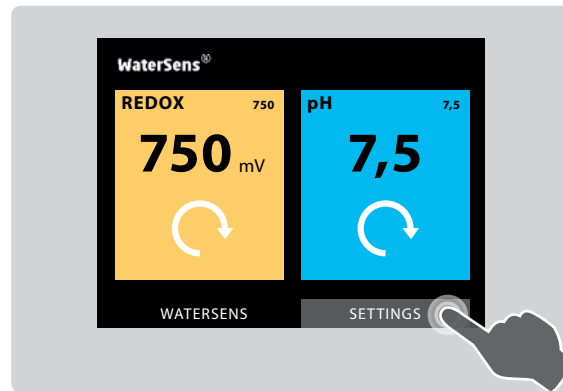 WaterSens®
REDOX 750
750 mV
pH 7,5
7,5
WATERSENS
SETTINGS